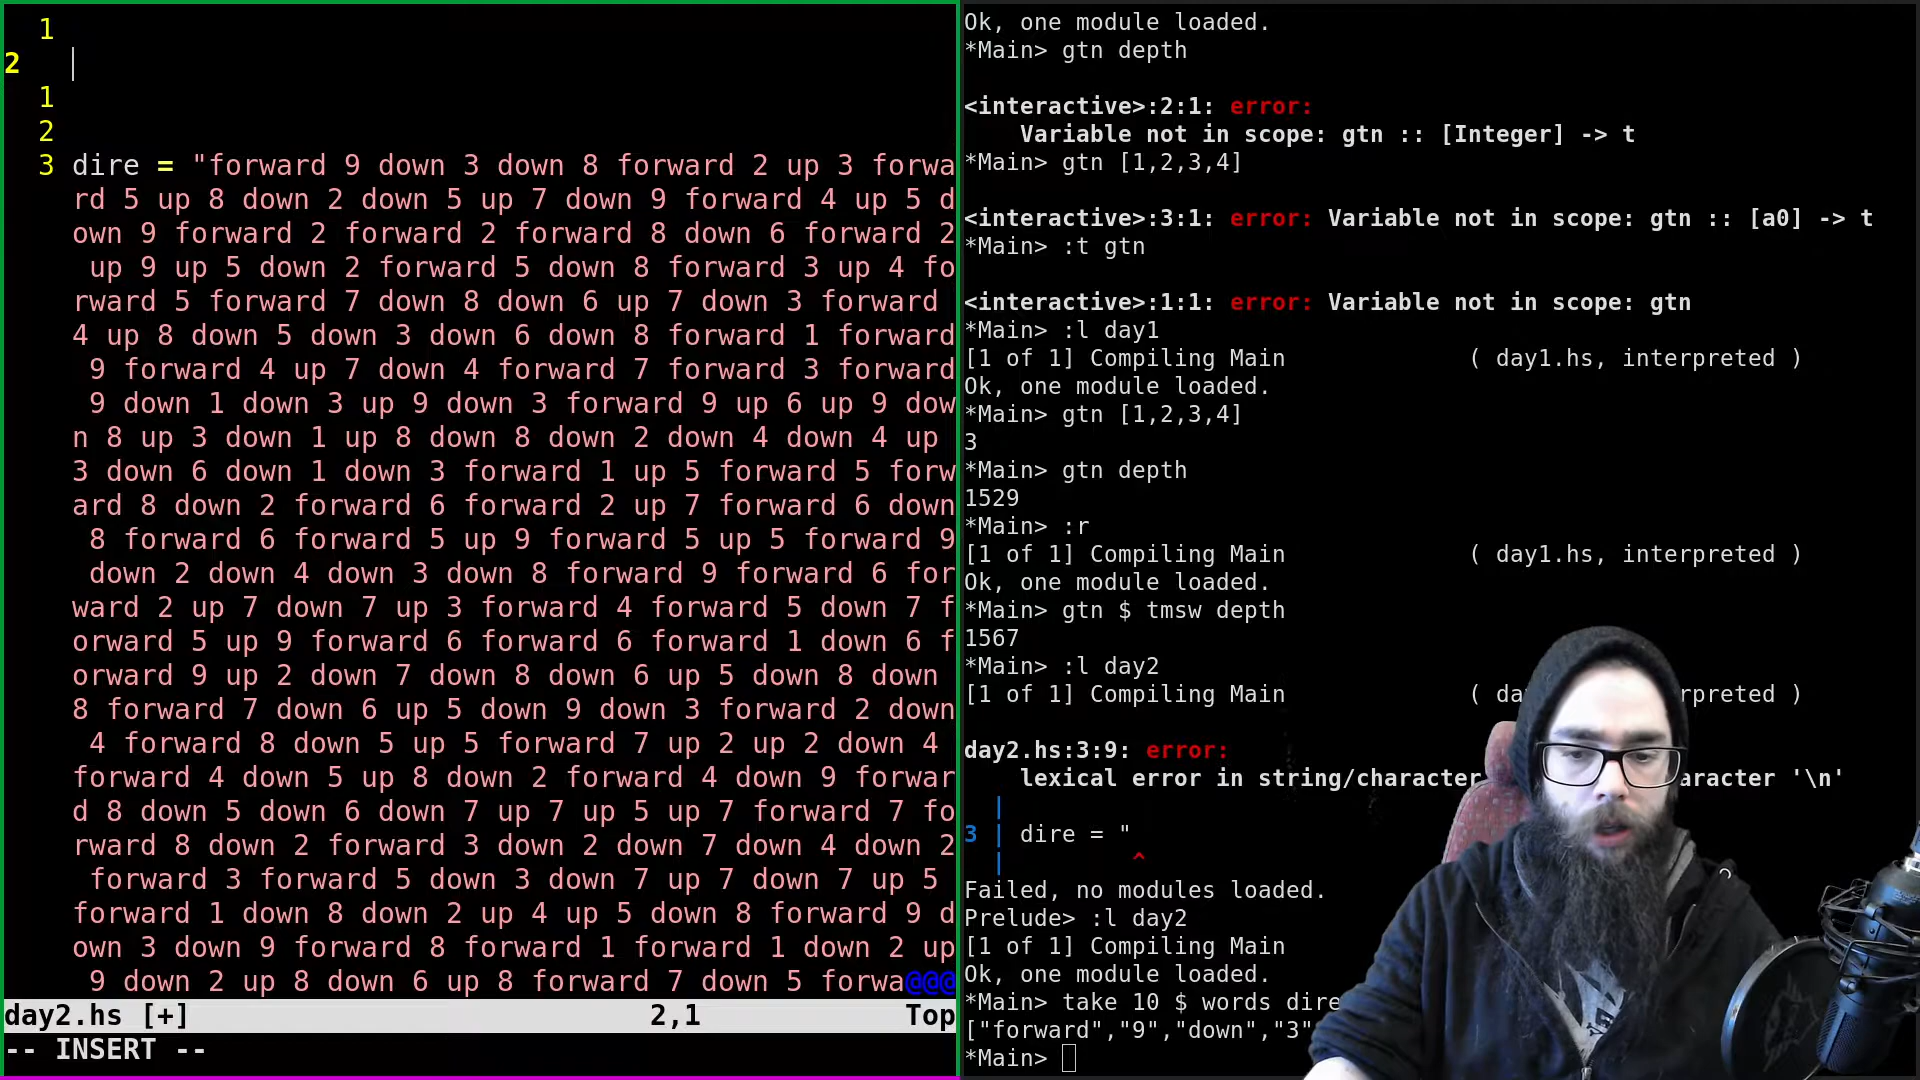 1
2
1
2
3 dire = "forward 9 down 3 down 8 forward 2 up 3 forwa
rd 5 up 8 down 2 down 5 up 7 down 9 forward 4 up 5 d
own 9 forward 2 forward 2 forward 8 down 6 forward 2
up 9 up 5 down 2 forward 5 down 8 forward 3 up 4 fo
rward 5 forward 7 down 8 down 6 up 7 down 3 forward
4 up 8 down 5 down 3 down 6 down 8 forward 1 forward
9 forward 4 up 7 down 4 forward 7 forward 3 forward
9 down 1 down 3 up 9 down 3 forward 9 up 6 up 9 dow
n 8 up 3 down 1 up 8 down 8 down 2 down 4 down 4 up
3 down 6 down 1 down 3 forward 1 up 5 forward 5 forw
ard 8 down 2 forward 6 forward 2 up 7 forward 6 down
8 forward 6 forward 5 up 9 forward 5 up 5 forward 9
down 2 down 4 down 3 down 8 forward 9 forward 6 for
ward 2 up 7 down 7 up 3 forward 4 forward 5 down 7 f
orward 5 up 9 forward 6 forward 6 forward 1 down 6 f
orward 9 up 2 down 7 down 8 down 6 up 5 down 8 down
8 forward 7 down 6 up 5 down 9 down 3 forward 2 down
4 forward 8 down 5 up 5 forward 7 up 2 up 2 down 4
forward 4 down 5 up 8 down 2 forward 4 down 9 forwar
d 8 down 5 down 6 down 7 up 7 up 5 up 7 forward 7 fo
rward 8 down 2 forward 3 down 2 down 7 down 4 down 2
forward 3 forward 5 down 3 down 7 up 7 down 7 up 5
forward 1 down 8 down 2 up 4 up 5 down 8 forward 9 d
own 3 down 9 forward 8 forward 1 forward 1 down 2 up
9 down 2 up 8 down 6 up 8 forward 7 down 5 forwa@@@
day2.hs [+] 2,1 Top
-- INSERT --
Ok, one module loaded.
*Main> gtn depth
<interactive>:2:1: error:
Variable not in scope: gtn :: [Integer] -> t
*Main> gtn [1,2,3,4]
<interactive>:3:1: error: Variable not in scope: gtn :: [a0] -> t
*Main> :t gtn
<interactive>:1:1: error: Variable not in scope: gtn
*Main> :l day1
[1 of 1] Compiling Main ( day1.hs, interpreted )
Ok, one module loaded.
*Main> gtn [1,2,3,4]
3
*Main> gtn depth
1529
*Main> :r
[1 of 1] Compiling Main ( day1.hs, interpreted )
Ok, one module loaded.
*Main> gtn $ tmsw depth
1567
*Main> :l day2
[1 of 1] Compiling Main ( da rpreted )
day2.hs:3:9: error:
lexical error in string/character aracter '\n'
|
3 | dire = "
| ^
Failed, no modules loaded.
Prelude> :l day2
[1 of 1] Compiling Main
Ok, one module loaded.
*Main> take 10 $ words dire
["forward","9","down","3"
*Main>